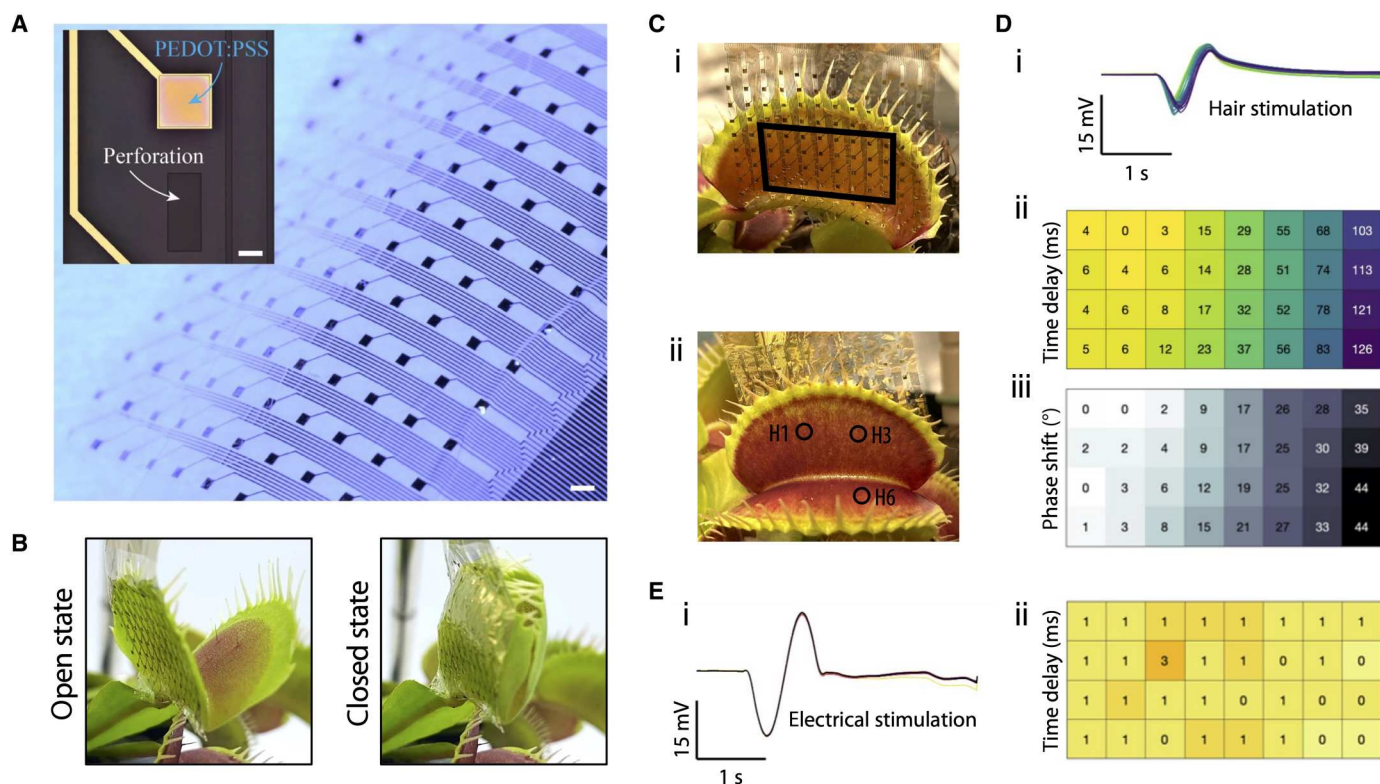 A
PEDOT:PSS
Perforation
B
Open state
Closed state
C
i
ii
H1
H3
H6
D
i
15 mV
1 s
Hair stimulation
ii
Time delay (ms)
4 0 3 15 29 55 68 103
6 4 6 14 28 51 74 113
4 6 8 17 32 52 78 121
5 6 12 23 37 56 83 126
iii
Phase shift (°)
0 0 2 9 17 26 28 35
2 2 4 9 17 25 30 39
0 3 6 12 19 25 32 44
1 3 8 15 21 27 33 44
E
i
15 mV
1 s
Electrical stimulation
ii
Time delay (ms)
1 1 1 1 1 1 1 1
1 1 3 1 1 0 1 0
1 1 1 1 0 1 0 0
1 1 0 1 1 1 0 0